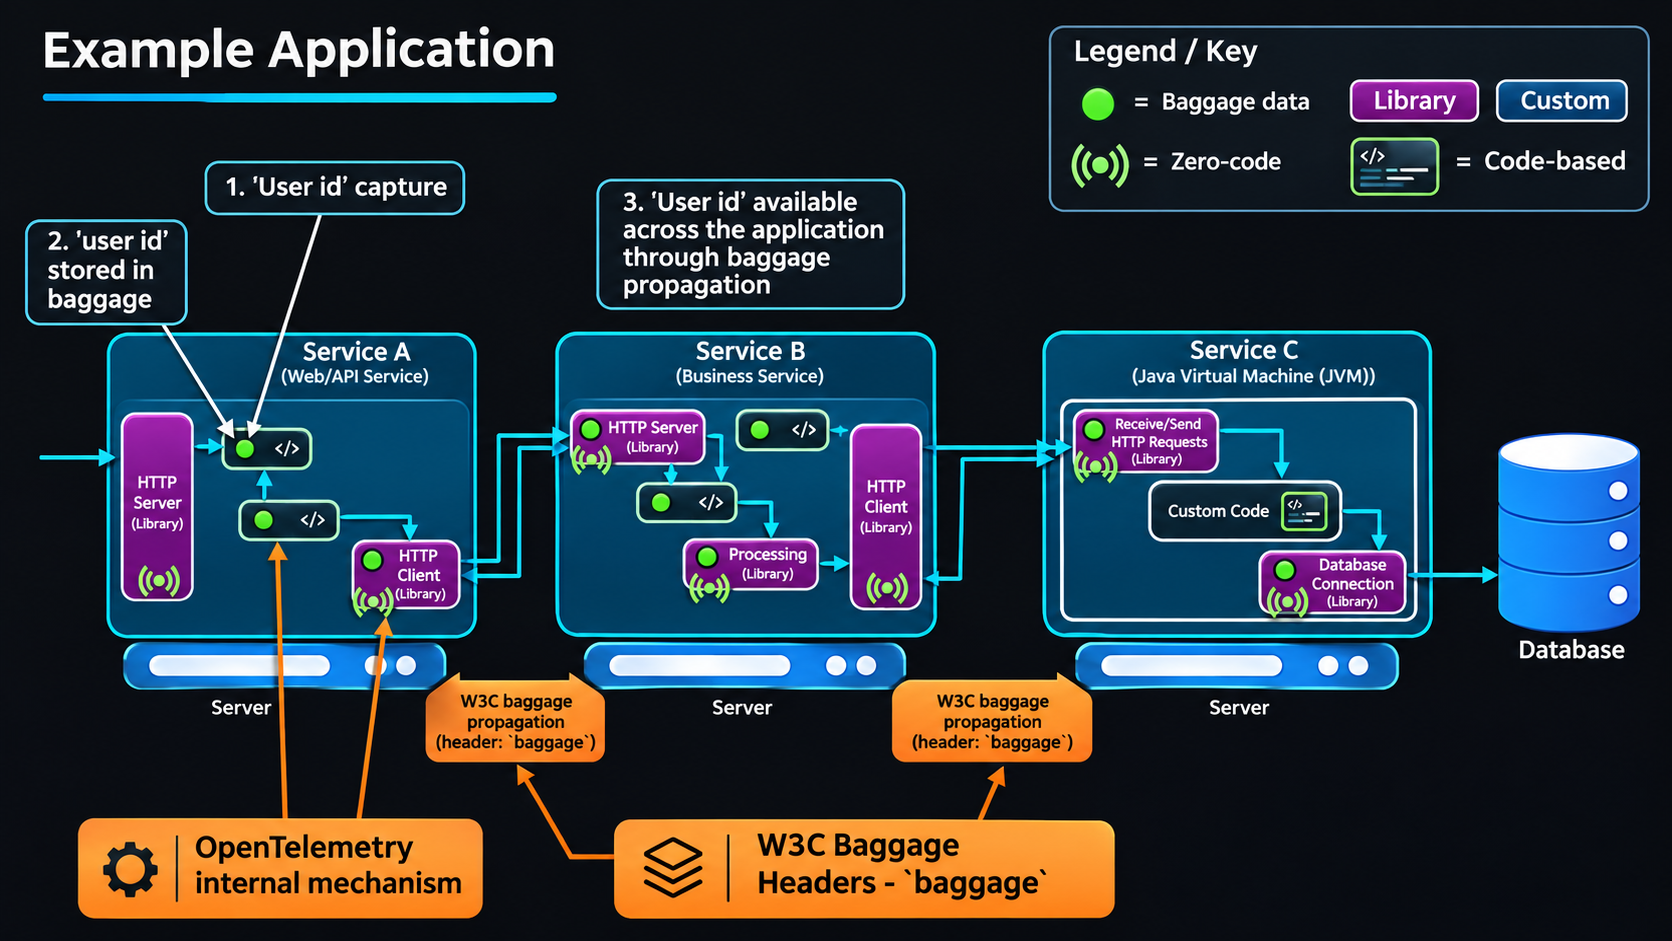 Example Application
Legend / Key
= Baggage data
Library
Custom
= Zero-code
</>
= Code-based
1. 'User id' capture
2. 'user id'
stored in
baggage
3. 'User id' available
across the application
through baggage
propagation
Service A
(Web/API Service)
HTTP
Server
(Library)
</>
</>
HTTP
Client
(Library)
Server
Service B
(Business Service)
HTTP Server
(Library)
</>
</>
Processing
(Library)
HTTP
Client
(Library)
Server
Service C
(Java Virtual Machine (JVM))
Receive/Send
HTTP Requests
(Library)
Custom Code
</>
Database
Connection
(Library)
Server
Database
W3C baggage
propagation
(header: `baggage`)
W3C baggage
propagation
(header: `baggage`)
OpenTelemetry
internal mechanism
W3C Baggage
Headers - `baggage`